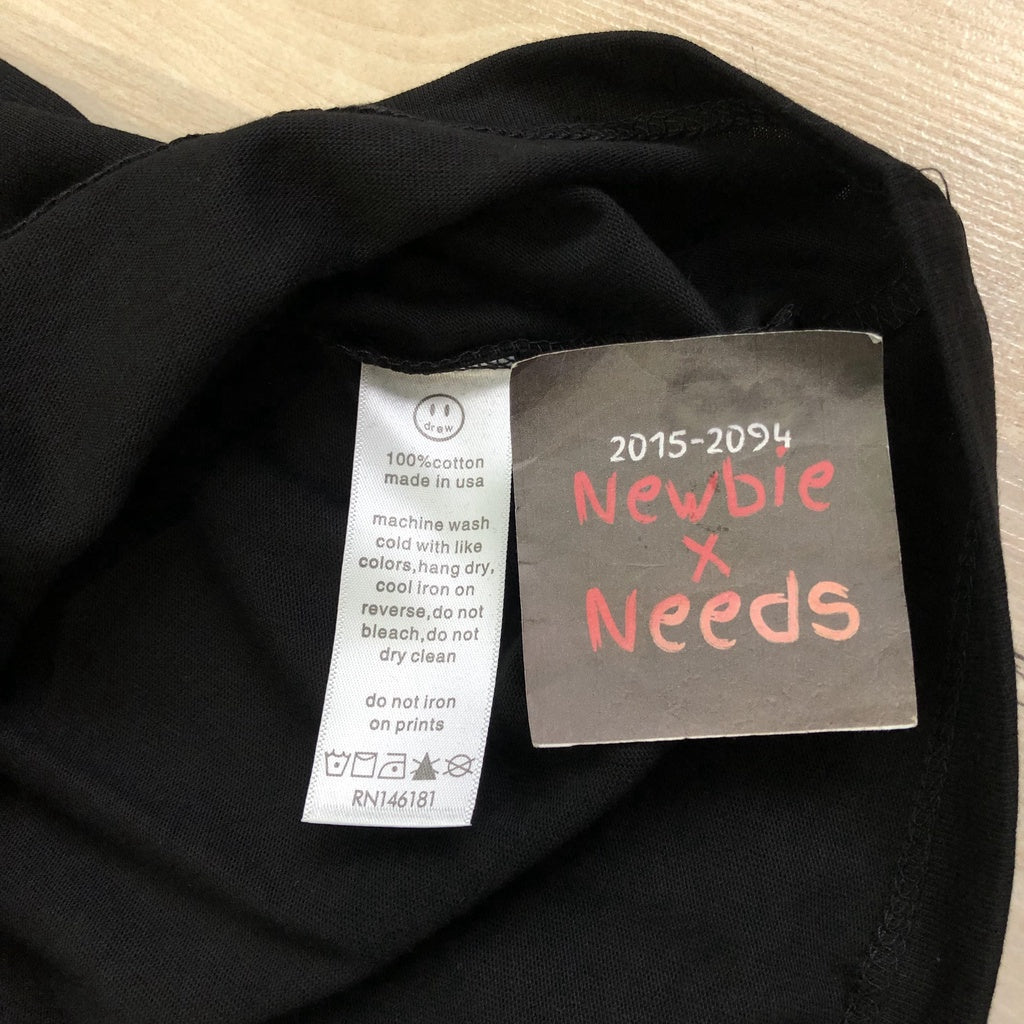 drew
100%cotton
made in usa
machine wash
cold with like
colors,hang dry,
cool iron on
reverse,do not
bleach,do not
dry clean
do not iron
on prints
RN146181
2015-2094
Newbie
x
Needs